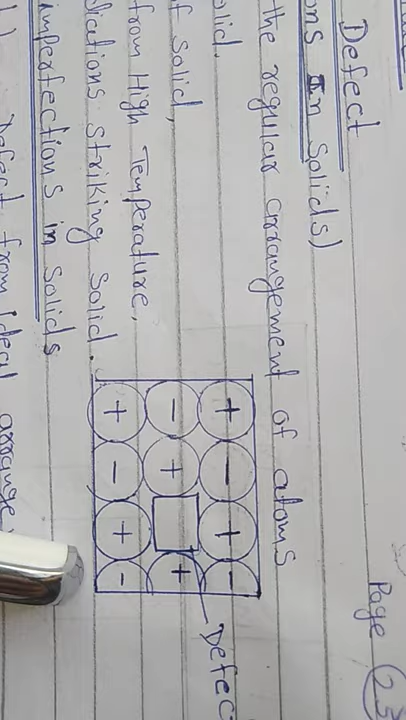 Page 23
Defect
ons In Solids)
the regular arrangement of atoms
olid.
f Solid,
from High Temperature,
diations Striking Solid.
imperfections in Solids
Defect from ideal arrange
+ - +
- + -
+ +
- + -
Defec